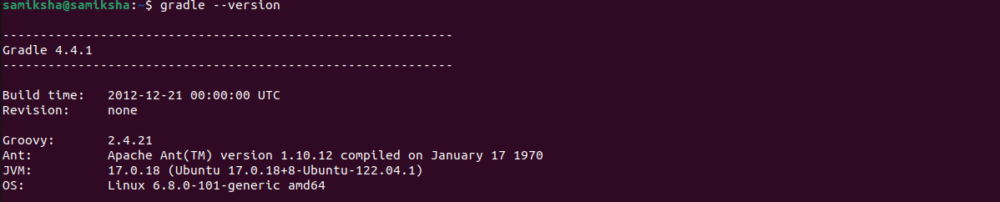 samiksha@samiksha:~$ gradle --version
------------------------------------------------------------
Gradle 4.4.1
------------------------------------------------------------
Build time:   2012-12-21 00:00:00 UTC
Revision:     none
Groovy:       2.4.21
Ant:          Apache Ant(TM) version 1.10.12 compiled on January 17 1970
JVM:          17.0.18 (Ubuntu 17.0.18+8-Ubuntu-122.04.1)
OS:           Linux 6.8.0-101-generic amd64